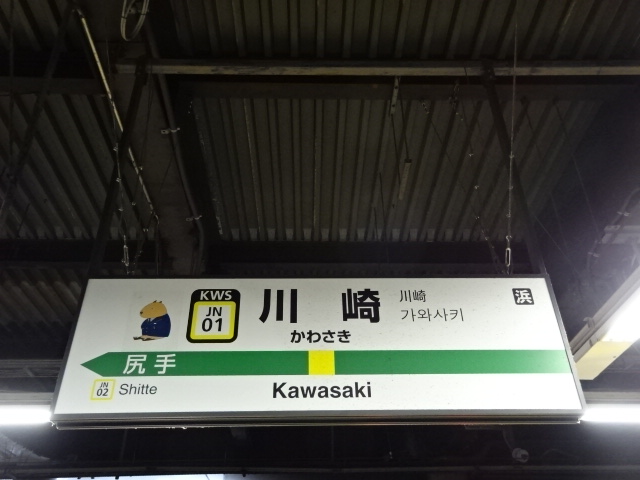 KWS
JN
01
川崎
かわさき
川崎
가와사키
浜
尻手
JN
02
Shitte
Kawasaki